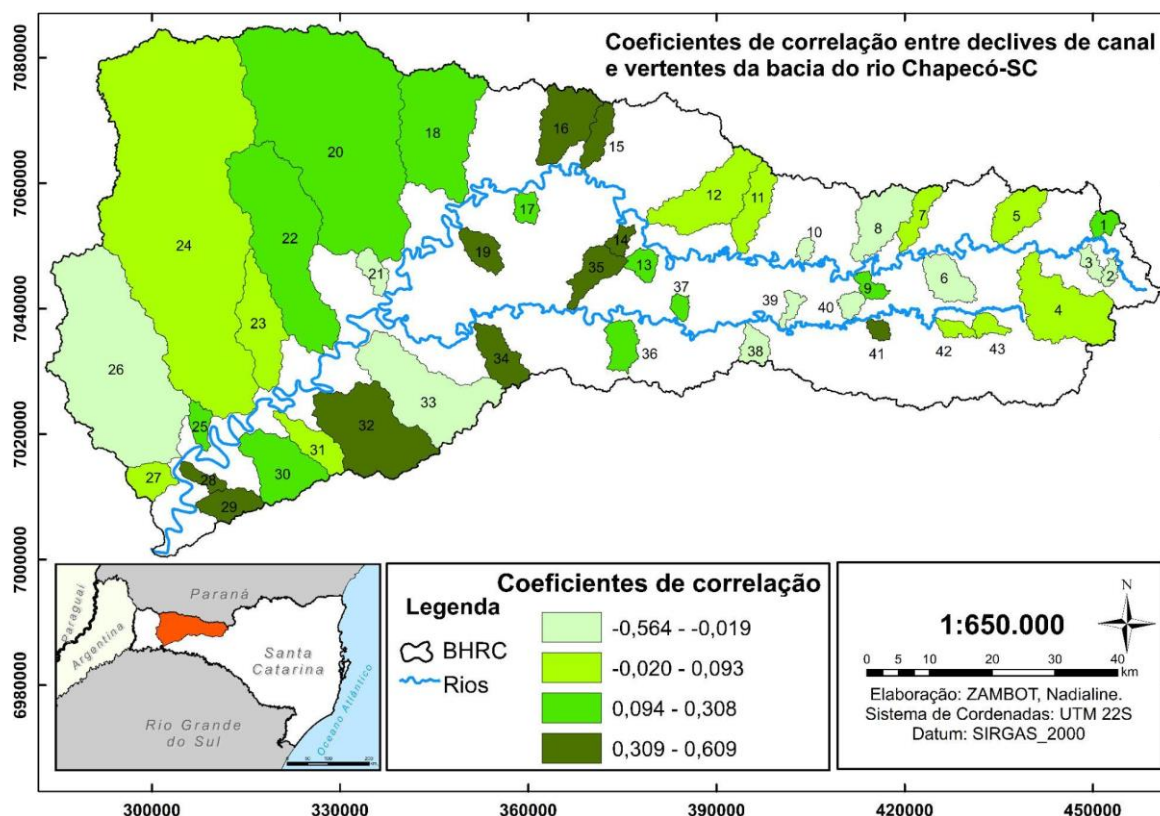 Coeficientes de correlação entre declives de canal
e vertentes da bacia do rio Chapecó-SC
7080000
7060000
7040000
7020000
7000000
6980000
16
15
18
20
12
11
17
10
8
7
5
1
22
24
19
14
35
13
21
3
2
6
9
37
39
40
4
23
26
36
38
41
42
43
34
33
32
25
31
30
27
28
29
Paraguai
Argentina
Paraná
Santa
Catarina
Rio Grande
do Sul
Oceano Atlântico
Coeficientes de correlação
Legenda
BHRC
Rios
-0,564 - -0,019
-0,020 - 0,093
0,094 - 0,308
0,309 - 0,609
N
1:650.000
0 5 10 20 30 40
km
Elaboração: ZAMBOT, Nadialine.
Sistema de Cordenadas: UTM 22S
Datum: SIRGAS_2000
300000 330000 360000 390000 420000 450000